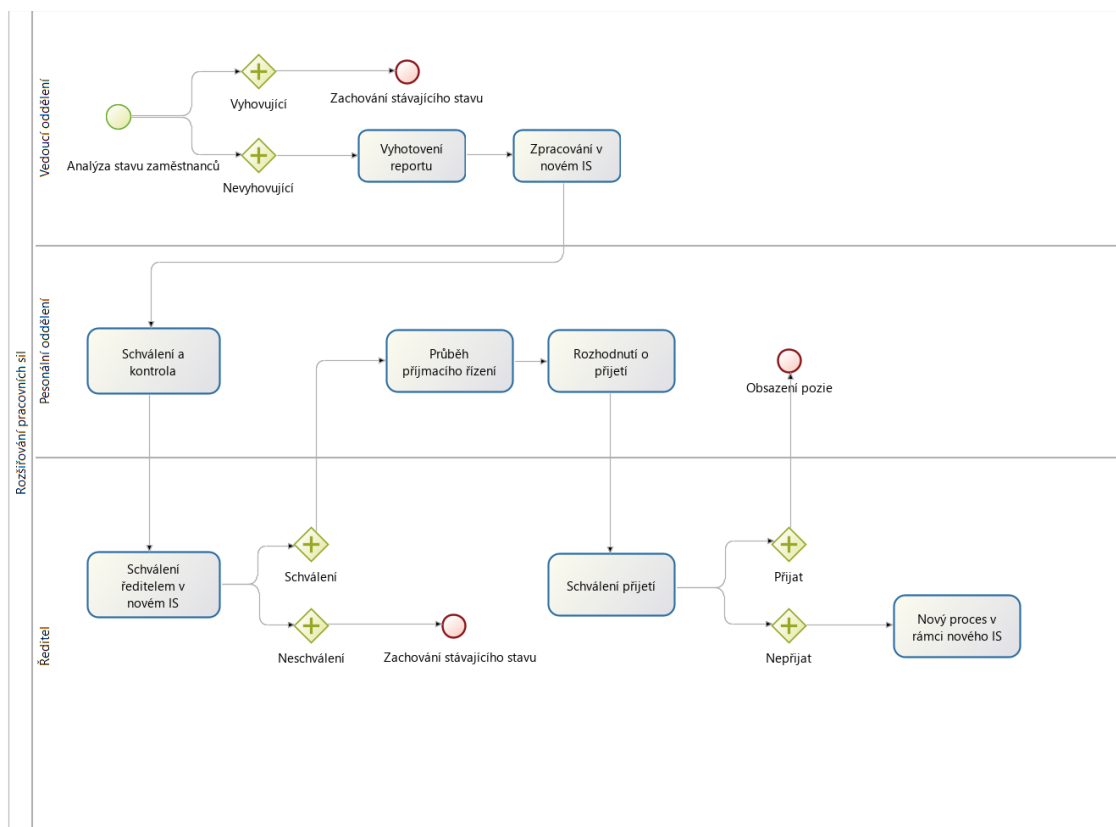 Rozšiřování pracovních sil
Vedoucí oddělení
Vyhovující
Zachování stávajícího stavu
Analýza stavu zaměstnanců
Nevyhovující
Vyhotovení
reportu
Zpracování v
novém IS
Pesonální oddělení
Schválení a
kontrola
Průběh
příjmacího řízení
Rozhodnutí o
přijetí
Obsazení pozie
Ředitel
Schválení
ředitelem v
novém IS
Schválení
Neschválení
Zachování stávajícího stavu
Schválení přijetí
Přijat
Nepřijat
Nový proces v
rámci nového IS